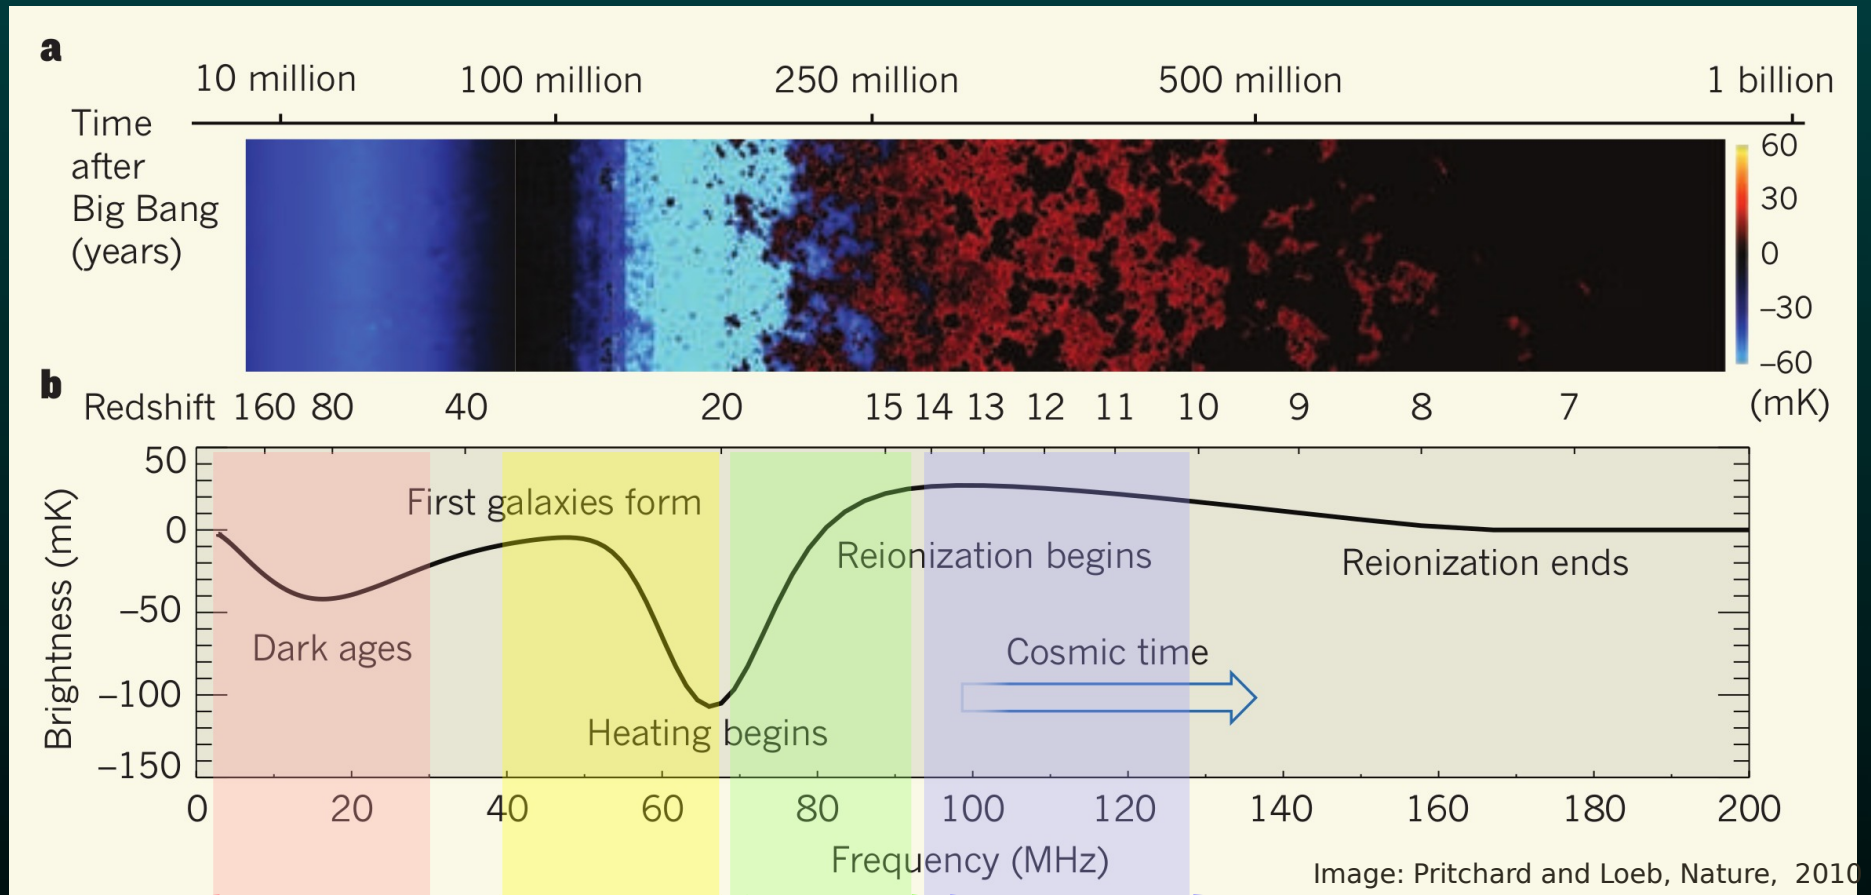 a
10 million 100 million 250 million 500 million 1 billion
Time
after
Big Bang
(years)
60
30
0
–30
–60
(mK)
b
Redshift 160 80 40 20 15 14 13 12 11 10 9 8 7
Brightness (mK)
50
0
–50
–100
–150
First galaxies form
Reionization begins
Reionization ends
Dark ages
Cosmic time
Heating begins
0 20 40 60 80 100 120 140 160 180 200
Frequency (MHz)
Image: Pritchard and Loeb, Nature, 2010